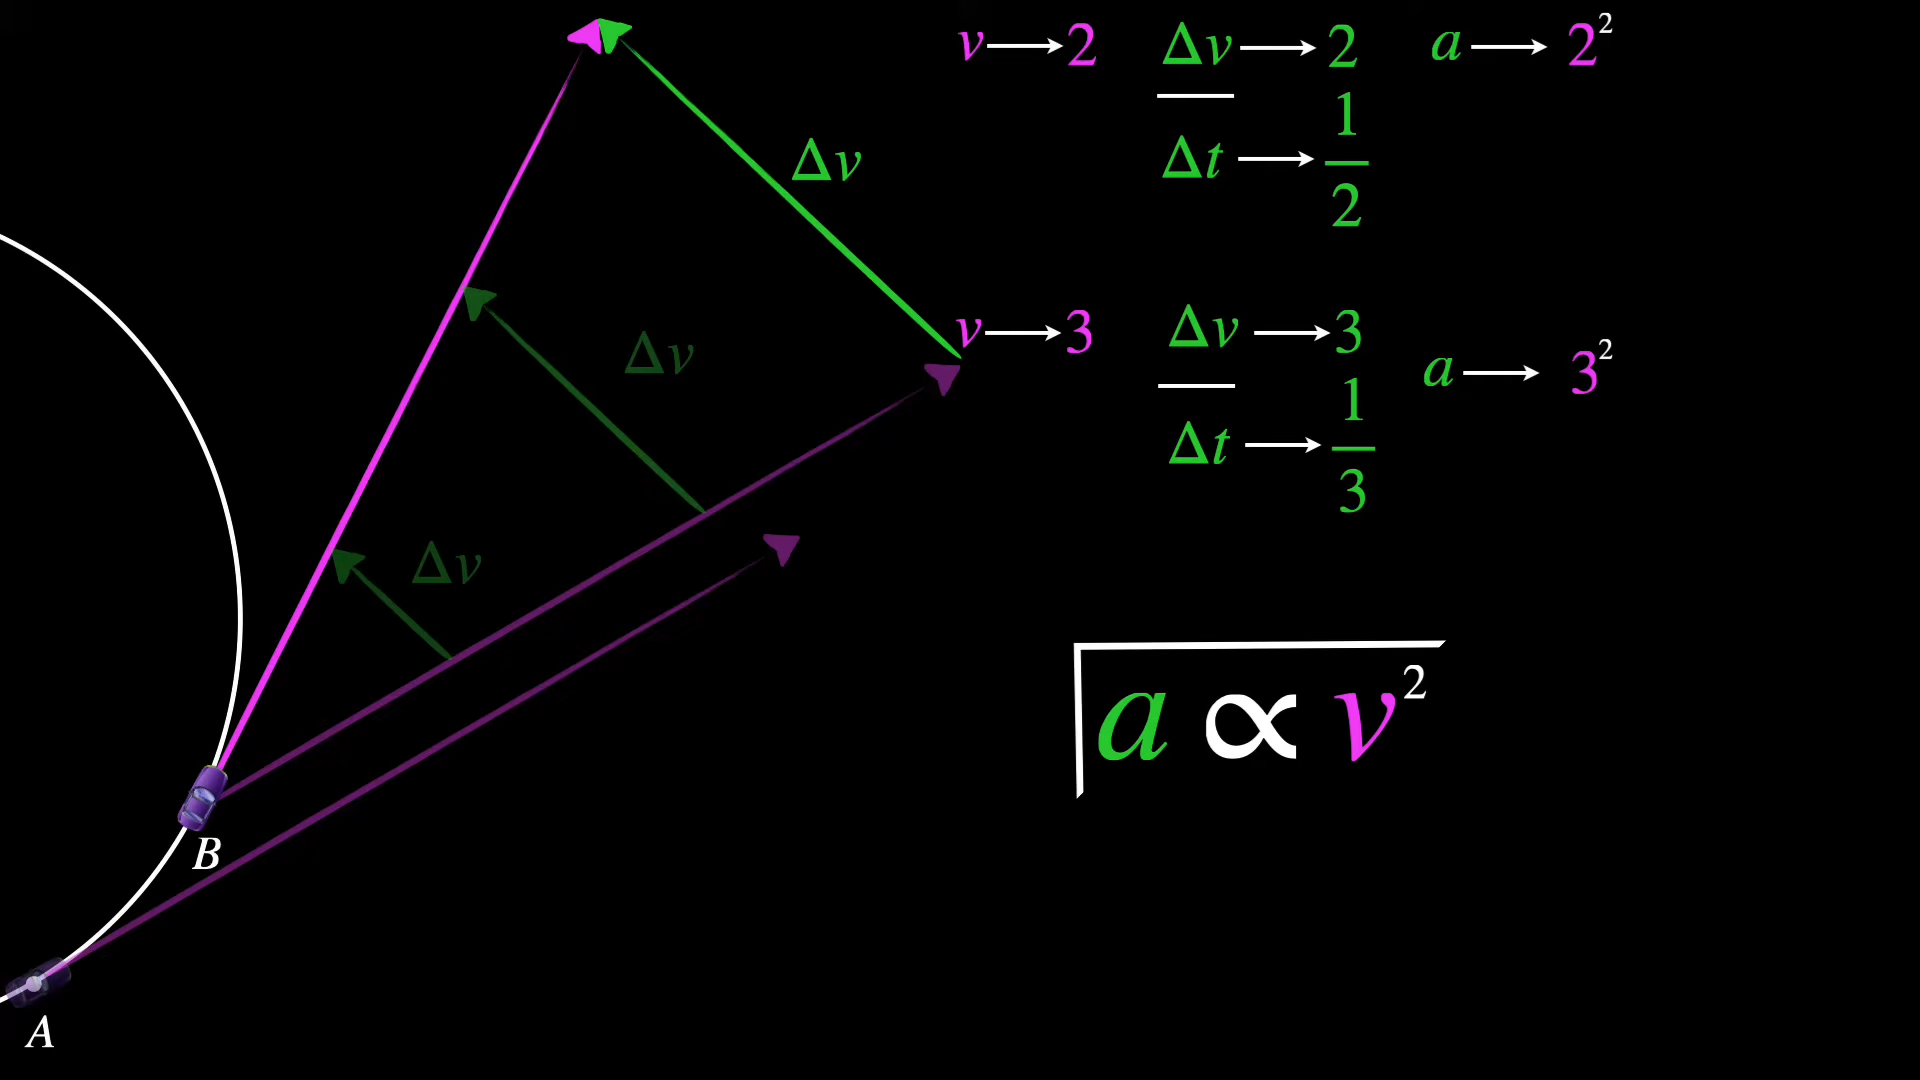 v → 2 Δv → 2 a → 2²
Δt → 1/2
Δv
v → 3 Δv → 3 a → 3²
Δt → 1/3
Δv
Δv
a ∝ v²
B
A